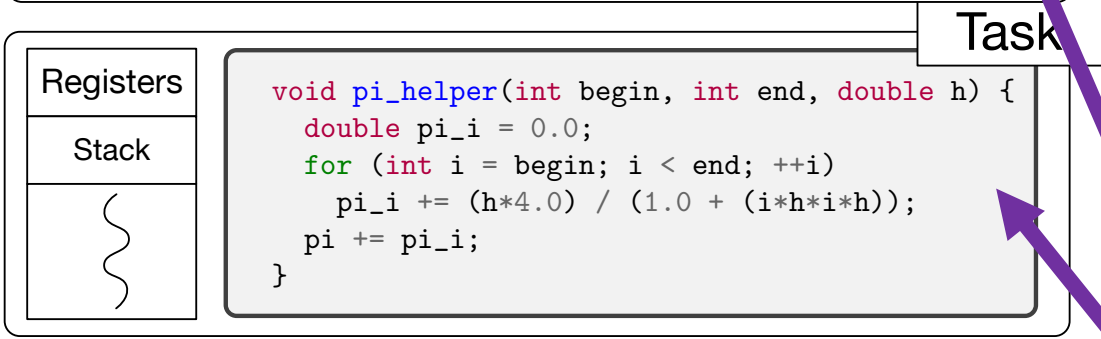 Task
Registers
Stack
void pi_helper(int begin, int end, double h) {
  double pi_i = 0.0;
  for (int i = begin; i < end; ++i)
    pi_i += (h*4.0) / (1.0 + (i*h*i*h));
  pi += pi_i;
}